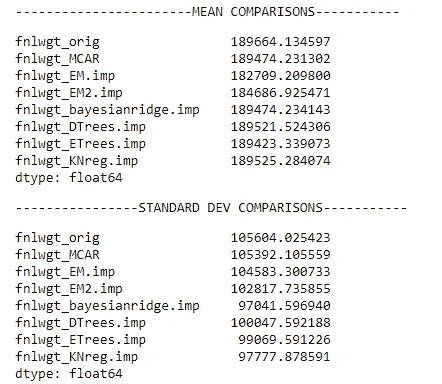 -----------------------MEAN COMPARISONS-----------
fnlwgt_orig 189664.134597
fnlwgt_MCAR 189474.231302
fnlwgt_EM.imp 182709.209800
fnlwgt_EM2.imp 184686.925471
fnlwgt_bayesianridge.imp 189474.234143
fnlwgt_DTrees.imp 189521.524306
fnlwgt_ETrees.imp 189423.339073
fnlwgt_KNreg.imp 189525.284074
dtype: float64
----------------STANDARD DEV COMPARISONS-----------
fnlwgt_orig 105604.025423
fnlwgt_MCAR 105392.105559
fnlwgt_EM.imp 104583.300733
fnlwgt_EM2.imp 102817.735855
fnlwgt_bayesianridge.imp 97041.596940
fnlwgt_DTrees.imp 100047.592188
fnlwgt_ETrees.imp 99069.591226
fnlwgt_KNreg.imp 97777.878591
dtype: float64